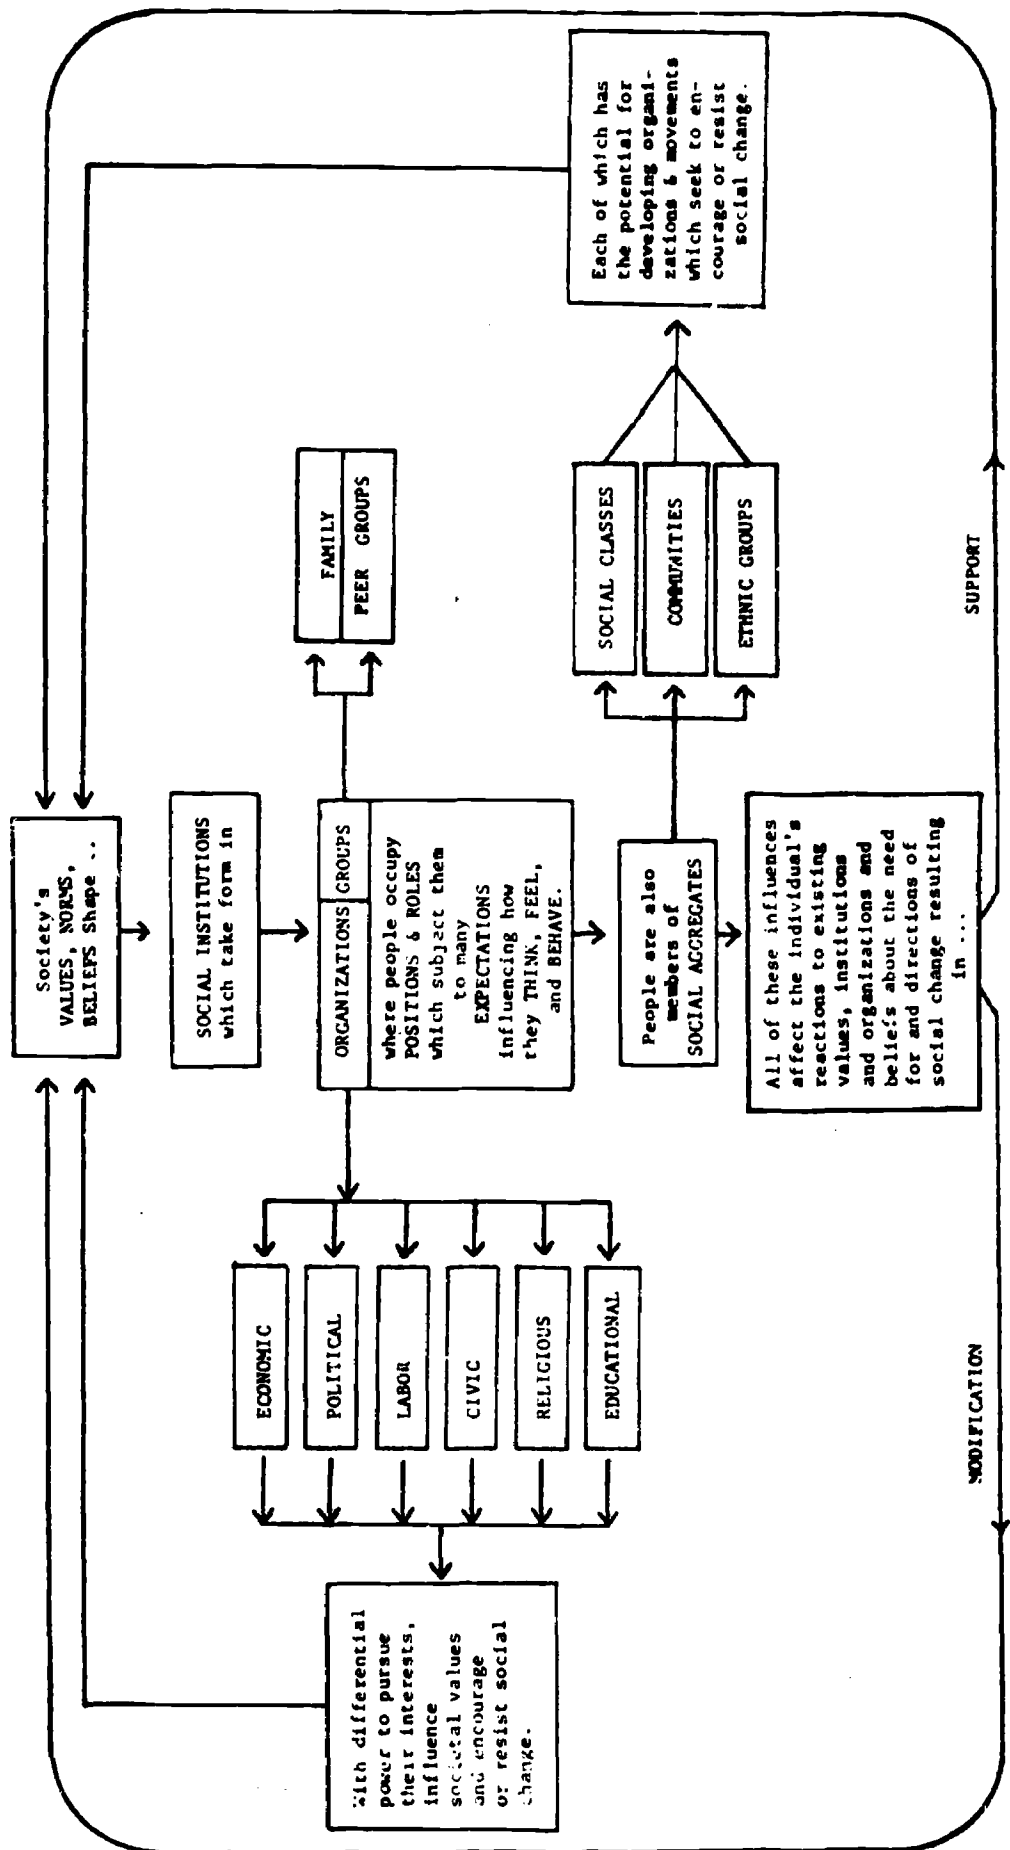 Society's
VALUES, NORMS,
BELIEFS Shape ..
SOCIAL INSTITUTIONS
which take form in
ORGANIZATIONS
GROUPS
where people occupy
POSITIONS & ROLES
which subject them
to many
EXPECTATIONS
influencing how
they THINK, FEEL,
and BEHAVE.
FAMILY
PEER GROUPS
ECONOMIC
POLITICAL
LABOR
CIVIC
RELIGIOUS
EDUCATIONAL
With differential
power to pursue
their interests,
influence
societal values
and encourage
or resist social
change.
People are also
members of
SOCIAL AGGREGATES
SOCIAL CLASSES
COMMUNITIES
ETHNIC GROUPS
Each of which has
the potential for
developing organi-
zations & movements
which seek to en-
courage or resist
social change.
All of these influences
affect the individual's
reactions to existing
values, institutions
and organizations and
beliefs about the need
for and directions of
social change resulting
in ...
MODIFICATION
SUPPORT